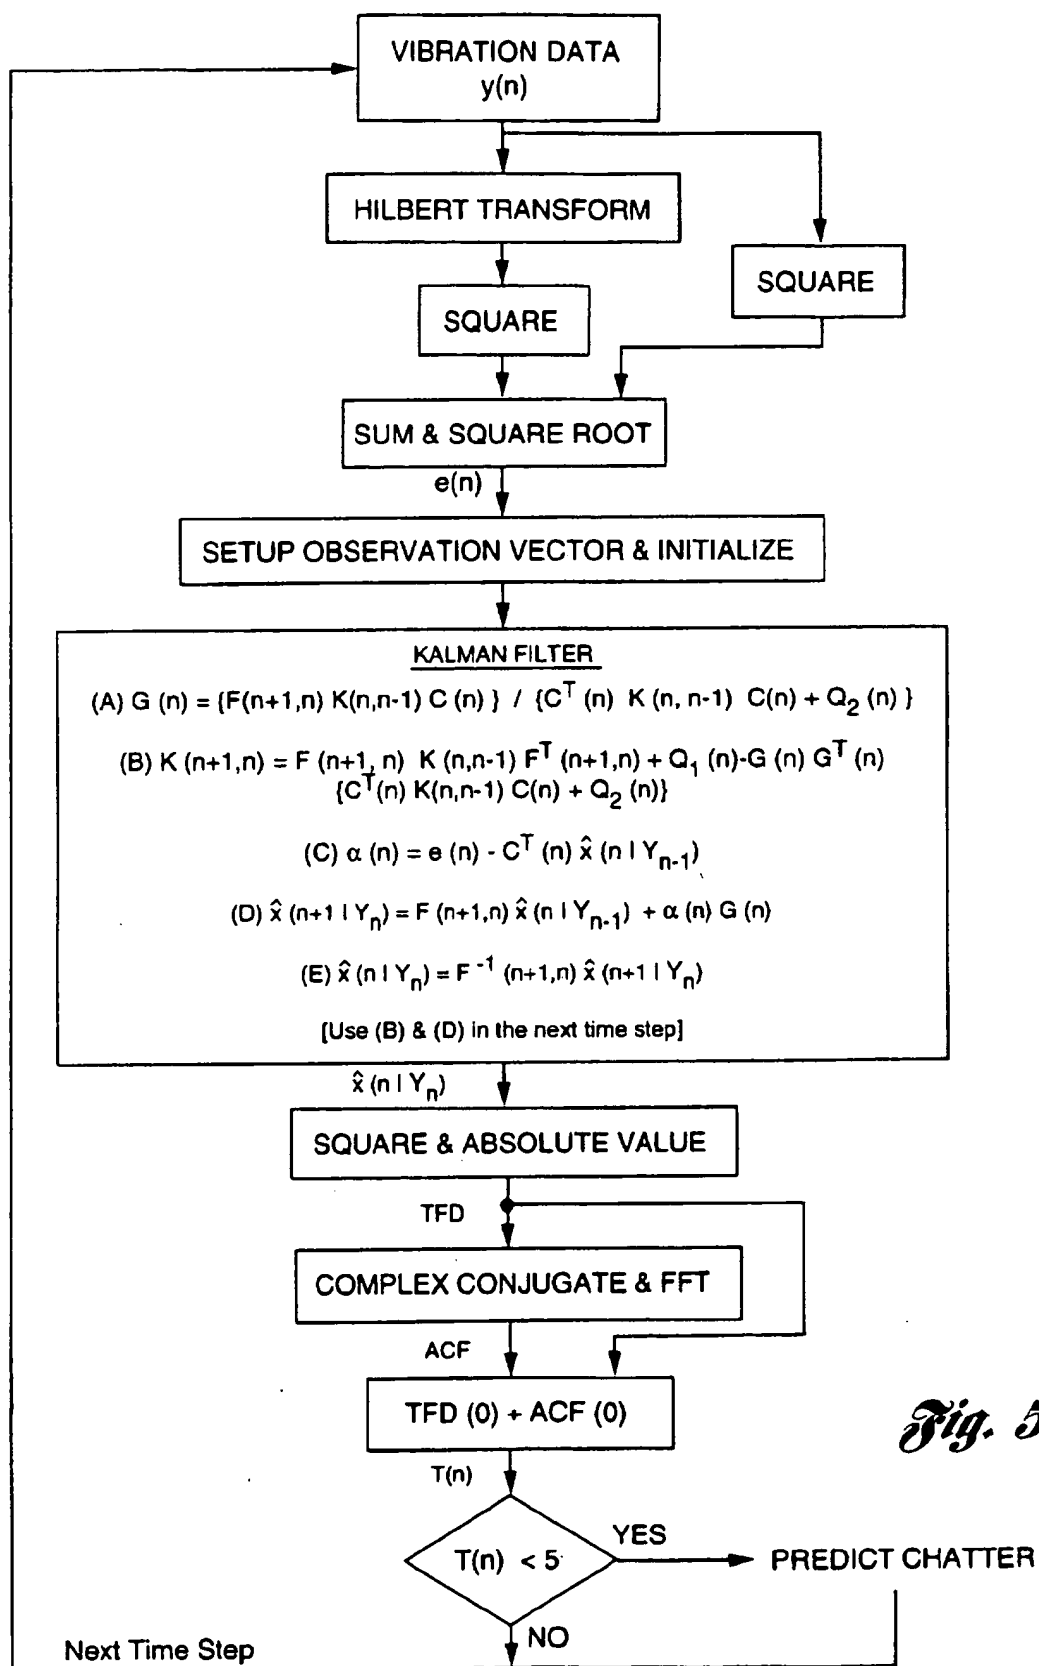 VIBRATION DATA
y(n)
HILBERT TRANSFORM
SQUARE
SQUARE
SUM & SQUARE ROOT
e(n)
SETUP OBSERVATION VECTOR & INITIALIZE
KALMAN FILTER
(A) G (n) = {F(n+1,n) K(n,n-1) C (n) } / {C^T (n) K (n, n-1) C(n) + Q_2 (n) }
(B) K (n+1,n) = F (n+1, n) K (n,n-1) F^T (n+1,n) + Q_1 (n)-G (n) G^T (n)
{C^T(n) K(n,n-1) C(n) + Q_2 (n)}
(C) α (n) = e (n) - C^T (n) x̂ (n I Y_{n-1})
(D) x̂ (n+1 I Y_n) = F (n+1,n) x̂ (n I Y_{n-1}) + α (n) G (n)
(E) x̂ (n I Y_n) = F^{-1} (n+1,n) x̂ (n+1 I Y_n)
[Use (B) & (D) in the next time step]
x̂ (n I Y_n)
SQUARE & ABSOLUTE VALUE
TFD
COMPLEX CONJUGATE & FFT
ACF
TFD (0) + ACF (0)
Fig. 5
T(n)
T(n) < 5
YES
PREDICT CHATTER
NO
Next Time Step